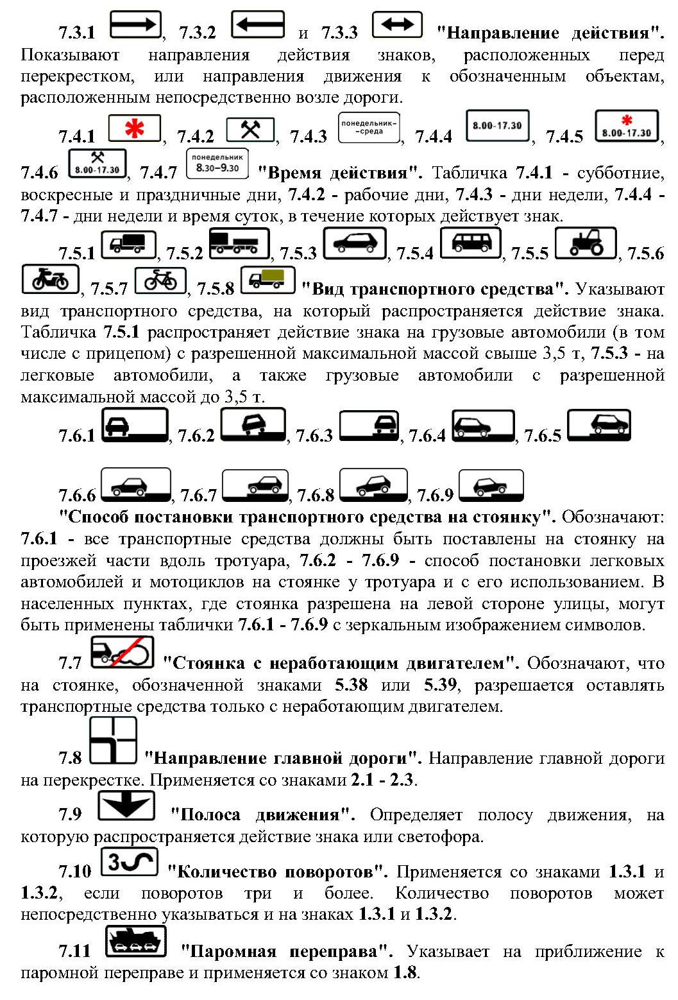 7.3.1 , 7.3.2 и 7.3.3 "Направление действия".
Показывают направления действия знаков, расположенных перед
перекрестком, или направления движения к обозначенным объектам,
расположенным непосредственно возле дороги.
7.4.1 , 7.4.2 , 7.4.3 понедельник–
–среда , 7.4.4 8.00-17.30 , 7.4.5 8.00-17.30 ,
7.4.6 8.00-17.30 , 7.4.7 понедельник
8.30–9.30 "Время действия". Табличка 7.4.1 - субботние,
воскресные и праздничные дни, 7.4.2 - рабочие дни, 7.4.3 - дни недели, 7.4.4 -
7.4.7 - дни недели и время суток, в течение которых действует знак.
7.5.1 , 7.5.2 , 7.5.3 , 7.5.4 , 7.5.5 , 7.5.6
, 7.5.7 , 7.5.8 "Вид транспортного средства". Указывают
вид транспортного средства, на который распространяется действие знака.
Табличка 7.5.1 распространяет действие знака на грузовые автомобили (в том
числе с прицепом) с разрешенной максимальной массой свыше 3,5 т, 7.5.3 - на
легковые автомобили, а также грузовые автомобили с разрешенной
максимальной массой до 3,5 т.
7.6.1 , 7.6.2 , 7.6.3 , 7.6.4 , 7.6.5
7.6.6 , 7.6.7 , 7.6.8 , 7.6.9
"Способ постановки транспортного средства на стоянку". Обозначают:
7.6.1 - все транспортные средства должны быть поставлены на стоянку на
проезжей части вдоль тротуара, 7.6.2 - 7.6.9 - способ постановки легковых
автомобилей и мотоциклов на стоянке у тротуара и с его использованием. В
населенных пунктах, где стоянка разрешена на левой стороне улицы, могут
быть применены таблички 7.6.1 - 7.6.9 с зеркальным изображением символов.
7.7 "Стоянка с неработающим двигателем". Обозначают, что
на стоянке, обозначенной знаками 5.38 или 5.39, разрешается оставлять
транспортные средства только с неработающим двигателем.
7.8 "Направление главной дороги". Направление главной дороги
на перекрестке. Применяется со знаками 2.1 - 2.3.
7.9 "Полоса движения". Определяет полосу движения, на
которую распространяется действие знака или светофора.
7.10 3 "Количество поворотов". Применяется со знаками 1.3.1 и
1.3.2, если поворотов три и более. Количество поворотов может
непосредственно указываться и на знаках 1.3.1 и 1.3.2.
7.11 "Паромная переправа". Указывает на приближение к
паромной переправе и применяется со знаком 1.8.